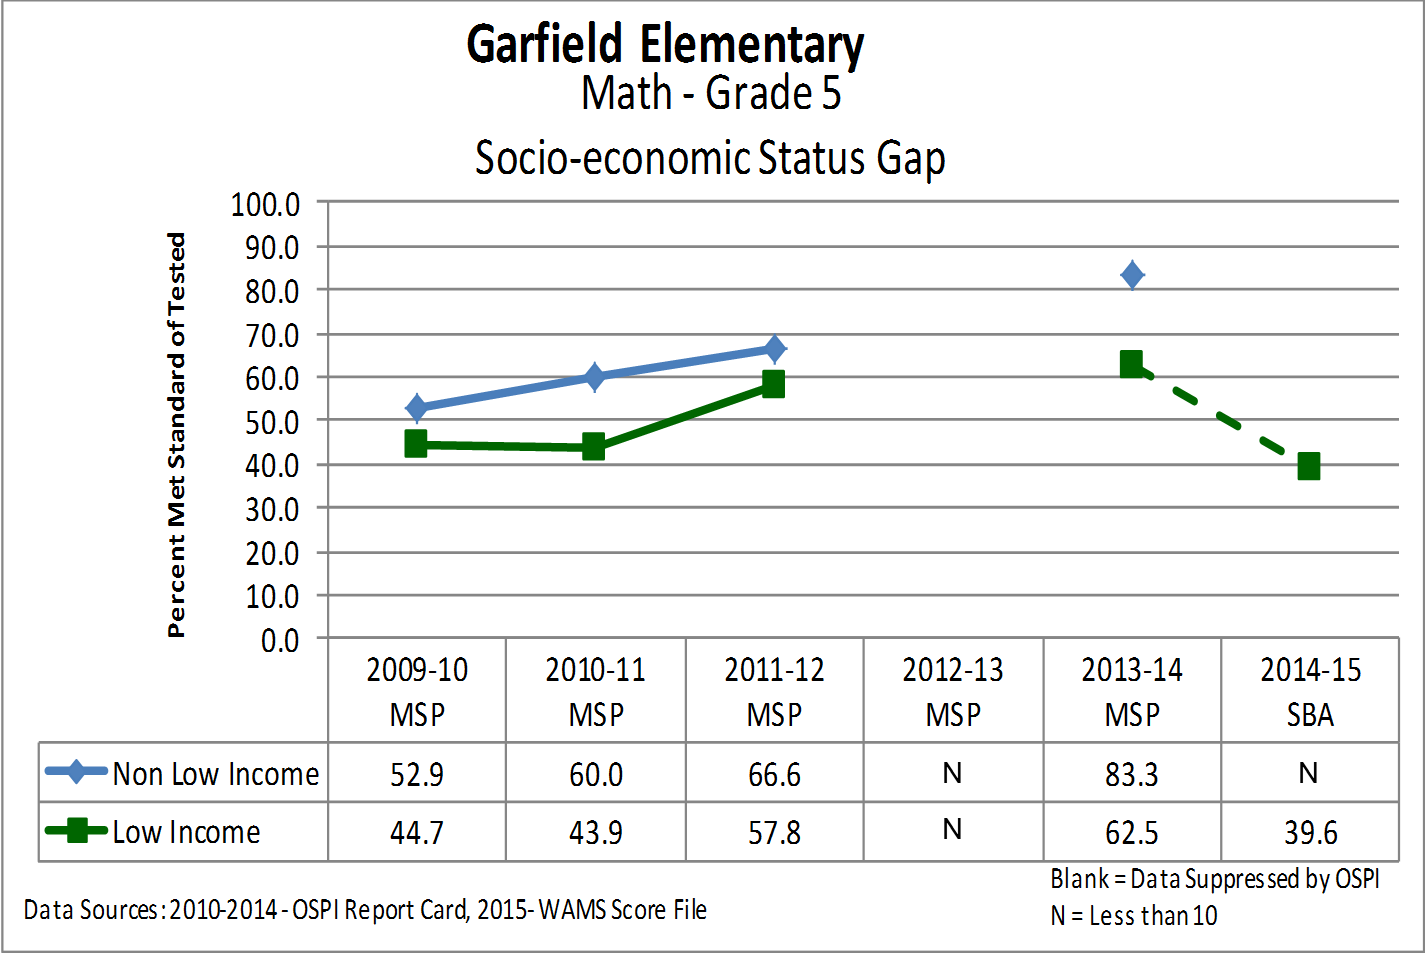 Garfield Elementary
Math - Grade 5
Socio-economic Status Gap
Percent Met Standard of Tested
100.0
90.0
80.0
70.0
60.0
50.0
40.0
30.0
20.0
10.0
0.0
2009-10 2010-11 2011-12 2012-13 2013-14 2014-15
MSP MSP MSP MSP MSP SBA
Non Low Income 52.9 60.0 66.6 N 83.3 N
Low Income 44.7 43.9 57.8 N 62.5 39.6
Blank = Data Suppressed by OSPI
Data Sources: 2010-2014 - OSPI Report Card, 2015- WAMS Score File
N = Less than 10